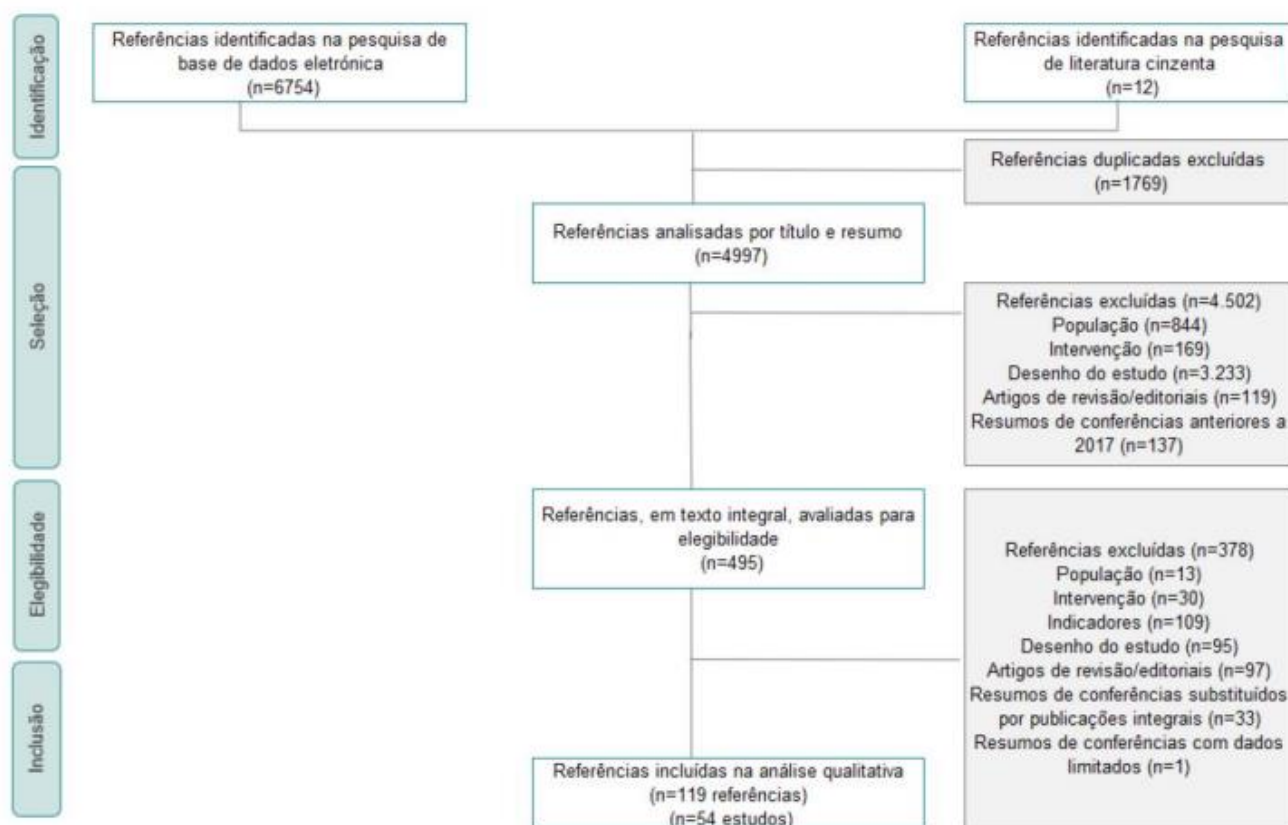 Identificação
Referências identificadas na pesquisa de
base de dados eletrónica
(n=6754)
Referências identificadas na pesquisa
de literatura cinzenta
(n=12)
Referências duplicadas excluídas
(n=1769)
Seleção
Referências analisadas por título e resumo
(n=4997)
Referências excluídas (n=4.502)
População (n=844)
Intervenção (n=169)
Desenho do estudo (n=3.233)
Artigos de revisão/editoriais (n=119)
Resumos de conferências anteriores a
2017 (n=137)
Elegibilidade
Referências, em texto integral, avaliadas para
elegibilidade
(n=495)
Referências excluídas (n=378)
População (n=13)
Intervenção (n=30)
Indicadores (n=109)
Desenho do estudo (n=95)
Artigos de revisão/editoriais (n=97)
Resumos de conferências substituídos
por publicações integrais (n=33)
Resumos de conferências com dados
limitados (n=1)
Inclusão
Referências incluídas na análise qualitativa
(n=119 referências)
(n=54 estudos)